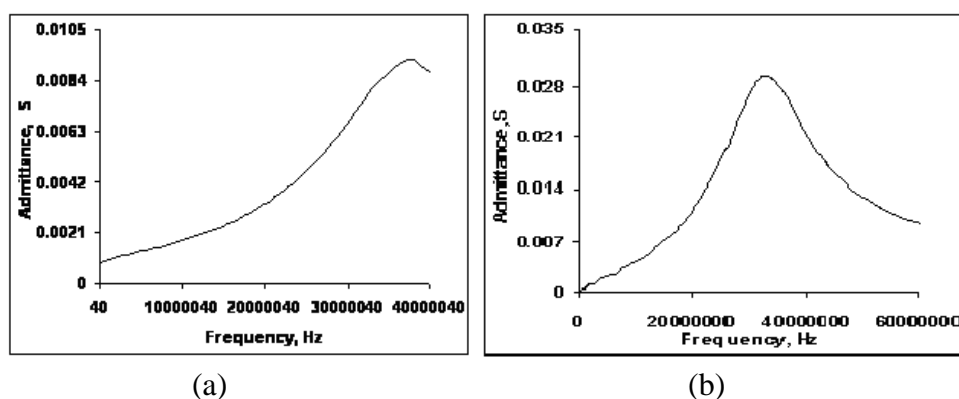 0.0105
0.0084
0.0063
0.0042
0.0021
0
Admittance, S
40 10000040 20000040 30000040 40000040
Frequency, Hz
(a)
0.035
0.028
0.021
0.014
0.007
0
Admittance,S
0 20000000 40000000 60000000
Frequency, Hz
(b)